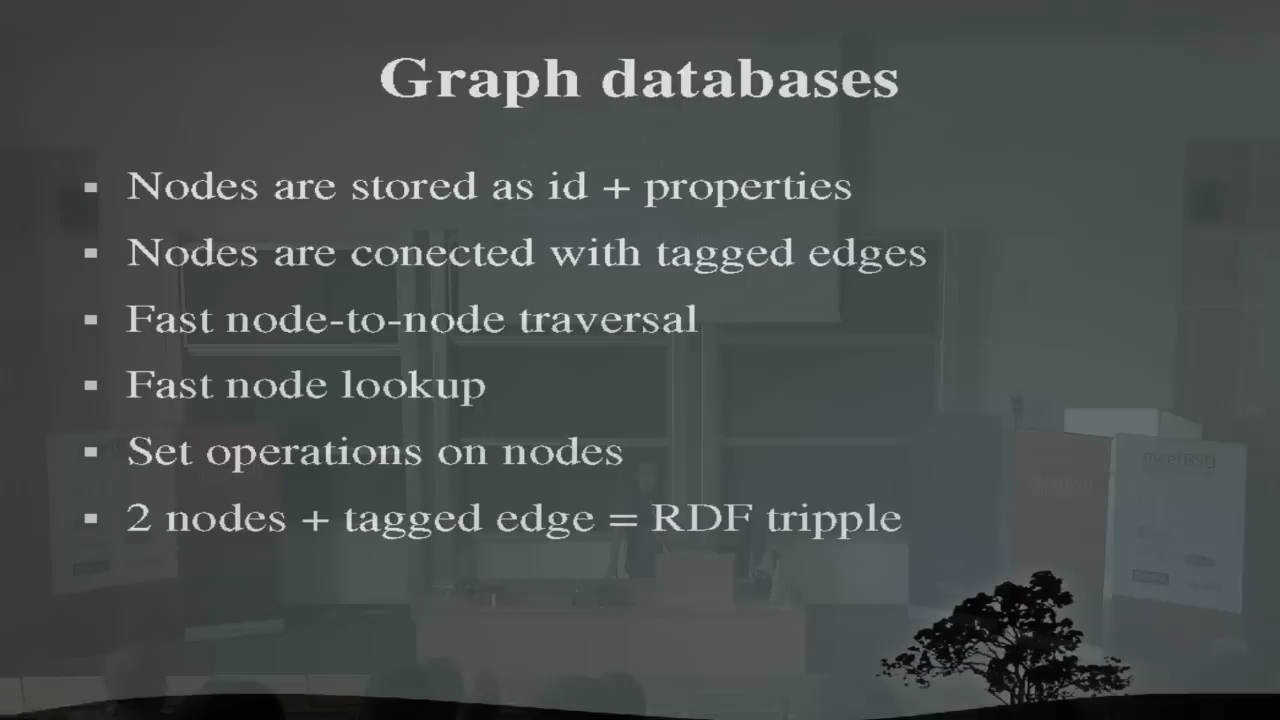 Graph databases
Nodes are stored as id + properties
Nodes are conected with tagged edges
Fast node-to-node traversal
Fast node lookup
Set operations on nodes
2 nodes + tagged edge = RDF tripple
meetBSD